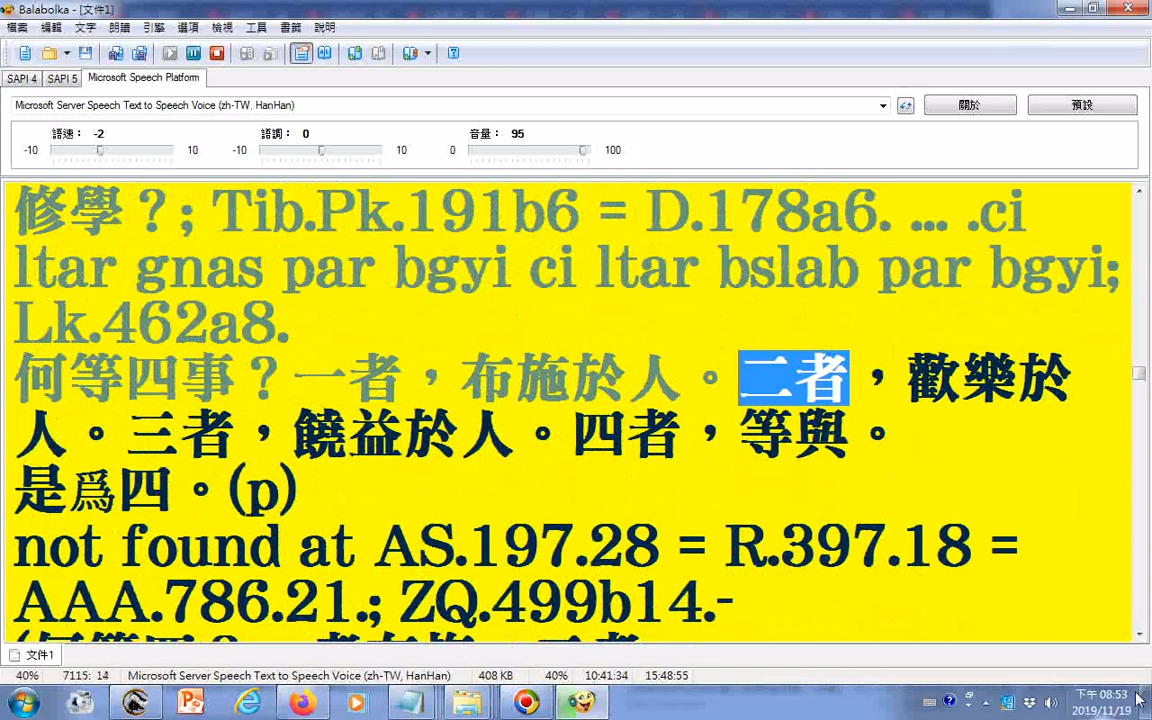 Balabolka - [文件1]
檔案 編輯 文字 朗讀 引擎 選項 檢視 工具 書籤 說明
SAPI 4 SAPI 5 Microsoft Speech Platform
Microsoft Server Speech Text to Speech Voice (zh-TW, HanHan)
關於 預設
語速： -2 語調： 0 音量： 95
-10 10 -10 10 0 100
修學？; Tib.Pk.191b6 = D.178a6. ... .ci
ltar gnas par bgyi ci ltar bslab par bgyi;
Lk.462a8.
何等四事？一者，布施於人。二者，歡樂於
人。三者，饒益於人。四者，等與。
是爲四。(p)
not found at AS.197.28 = R.397.18 =
AAA.786.21.; ZQ.499b14.-
文件1
40% 7115: 14 Microsoft Server Speech Text to Speech Voice (zh-TW, HanHan) 408 KB 40% 10:41:34 15:48:55
下午 08:53
2019/11/19